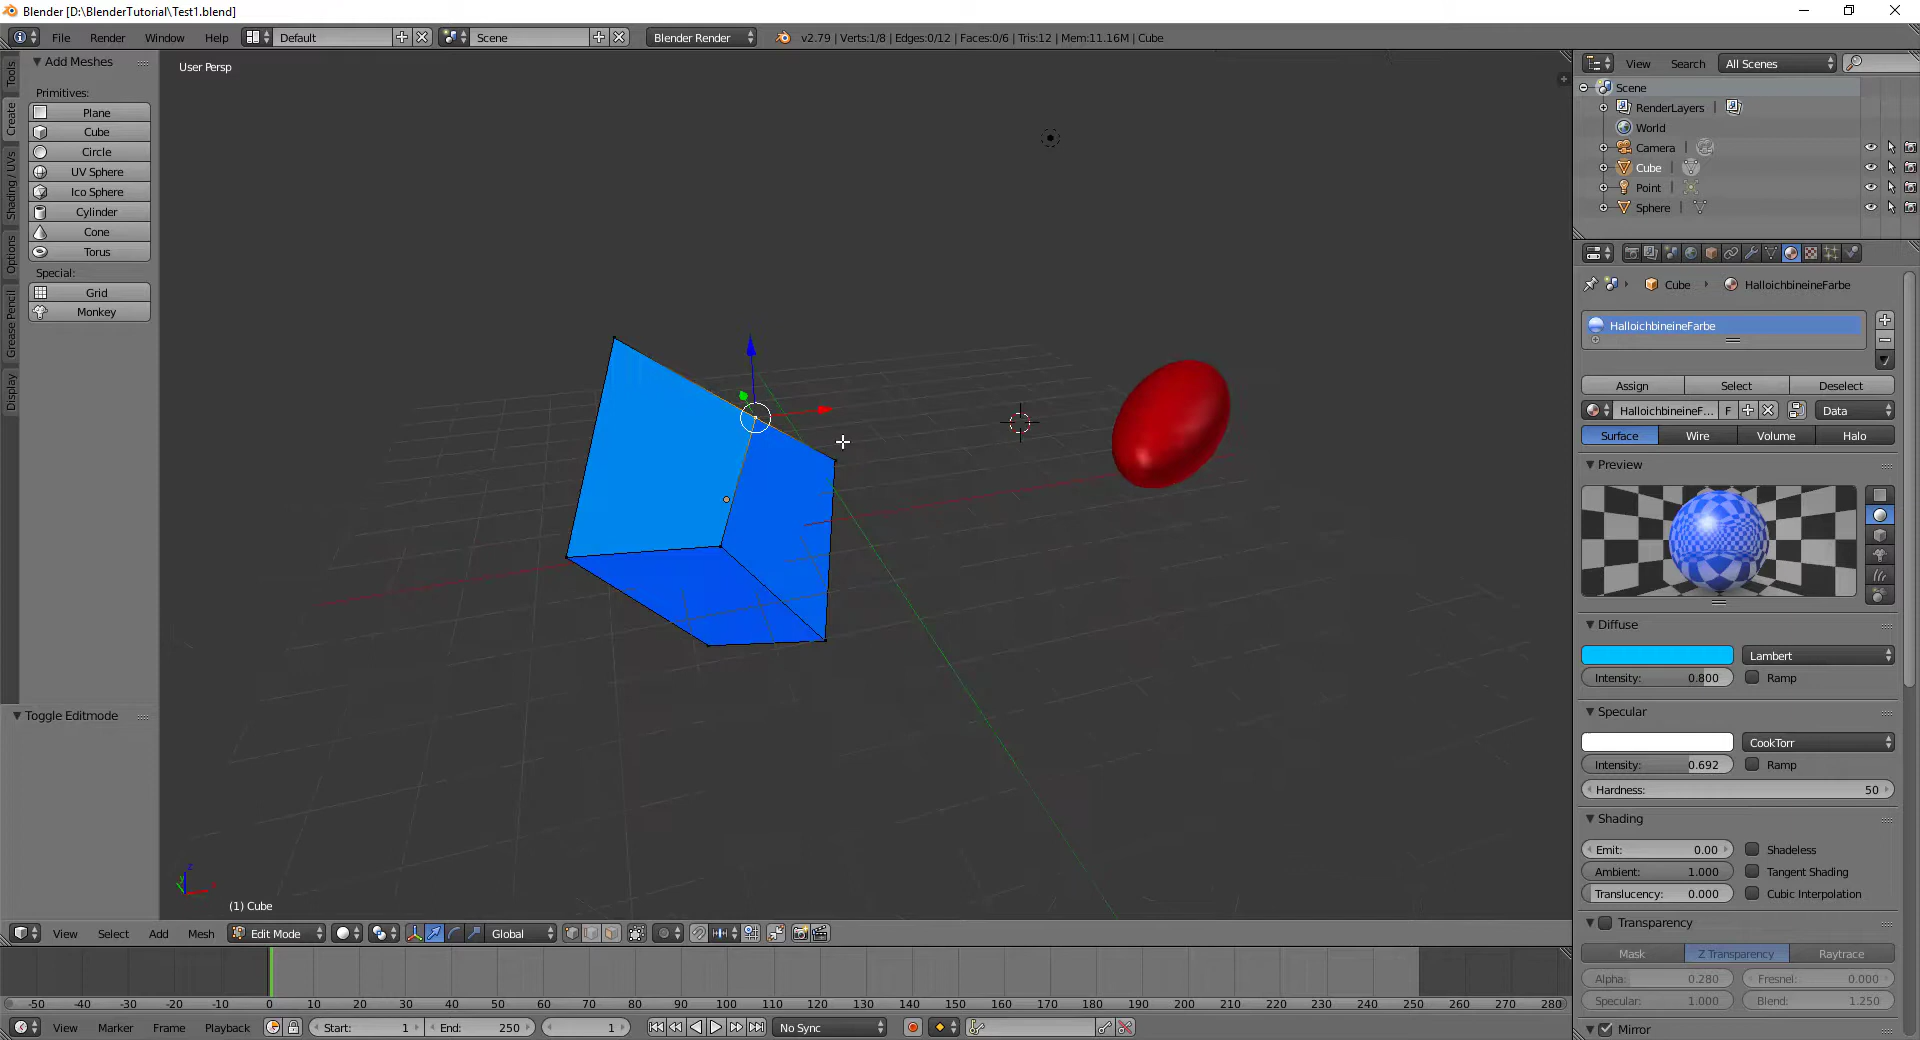 Blender [D:\BlenderTutorial\Test1.blend]
File Render Window Help Default Scene Blender Render v2.79 | Verts:1/8 | Edges:0/12 | Faces:0/6 | Tris:12 | Mem:11.16M | Cube
Tools
Create
Shading / UVs
Options
Grease Pencil
Display
Add Meshes
Primitives:
Plane
Cube
Circle
UV Sphere
Ico Sphere
Cylinder
Cone
Torus
Special:
Grid
Monkey
Toggle Editmode
User Persp
(1) Cube
View Select Add Mesh Edit Mode Global
-50 -40 -30 -20 -10 0 10 20 30 40 50 60 70 80 90 100 110 120 130 140 150 160 170 180 190 200 210 220 230 240 250 260 270 280
View Marker Frame Playback Start: 1 End: 250 1 No Sync
View Search All Scenes
Scene
RenderLayers
World
Camera
Cube
Point
Sphere
Cube HalloichbineineFarbe
HalloichbineineFarbe
Assign Select Deselect
HalloichbineineF... F Data
Surface Wire Volume Halo
Preview
Diffuse
Lambert
Intensity: 0.800 Ramp
Specular
CookTorr
Intensity: 0.692 Ramp
Hardness: 50
Shading
Emit: 0.00 Shadeless
Ambient: 1.000 Tangent Shading
Translucency: 0.000 Cubic Interpolation
Transparency
Mask Z Transparency Raytrace
Alpha: 0.280 Fresnel: 0.000
Specular: 1.000 Blend: 1.250
Mirror